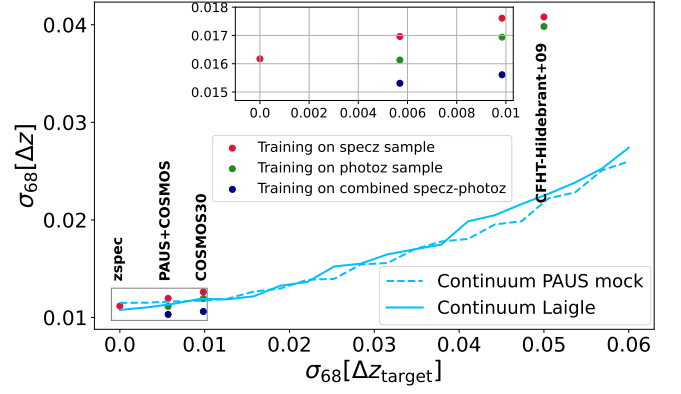 0.018
0.017
0.016
0.015
0.0
0.002
0.004
0.006
0.008
0.01
0.04
0.03
0.02
0.01
σ68[Δz]
Training on specz sample
Training on photoz sample
Training on combined specz-photoz
zspec
PAUS+COSMOS
COSMOS30
CFHT-Hildebrant+09
Continuum PAUS mock
Continuum Laigle
0.0
0.01
0.02
0.03
0.04
0.05
0.06
σ68[Δztarget]